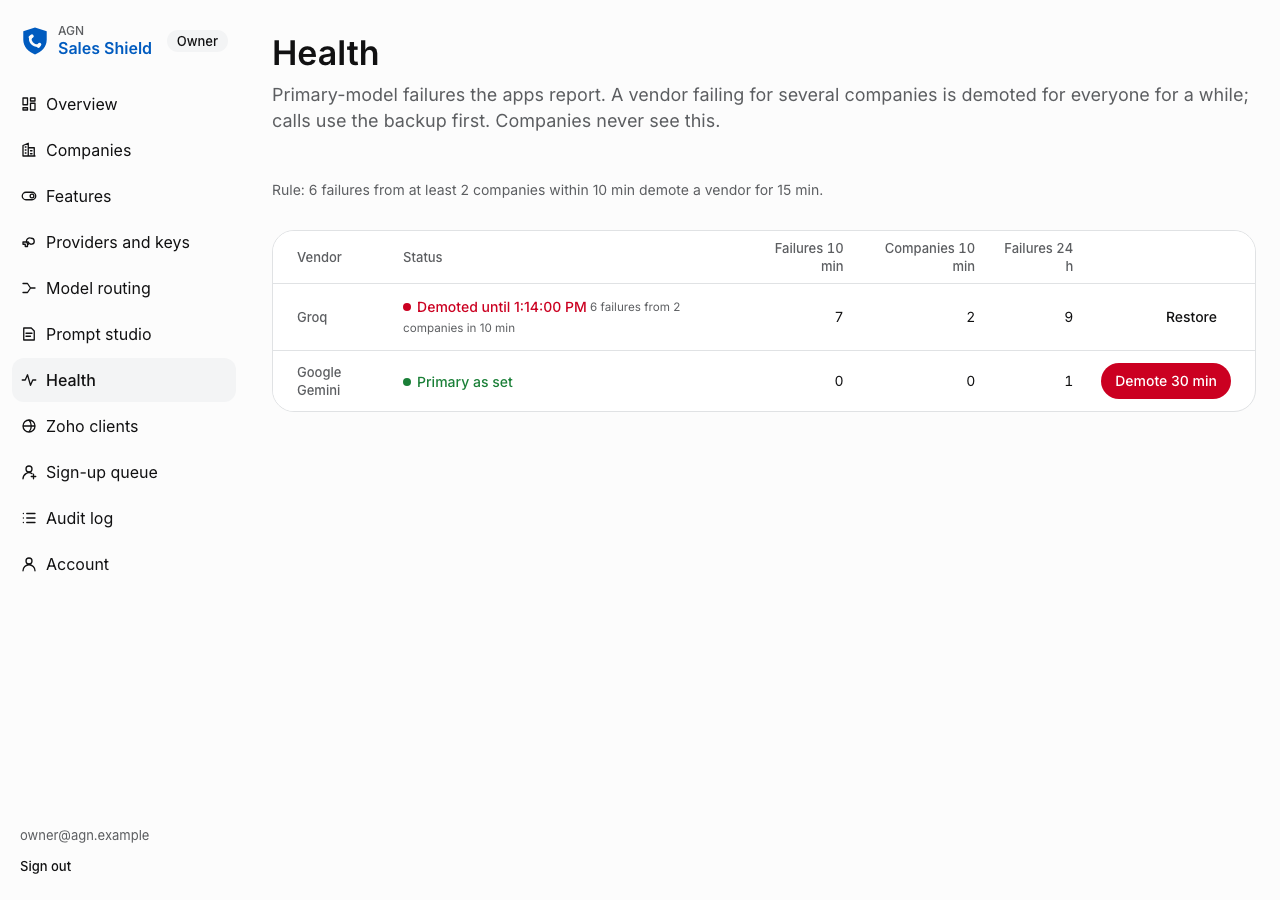 AGN
Sales Shield
Owner
Overview
Companies
Features
Providers and keys
Model routing
Prompt studio
Health
Zoho clients
Sign-up queue
Audit log
Account
owner@agn.example
Sign out
Health
Primary-model failures the apps report. A vendor failing for several companies is demoted for everyone for a while;
calls use the backup first. Companies never see this.
Rule: 6 failures from at least 2 companies within 10 min demote a vendor for 15 min.
Vendor Status Failures 10 min Companies 10 min Failures 24 h
Groq Demoted until 1:14:00 PM 6 failures from 2 companies in 10 min 7 2 9 Restore
Google Gemini Primary as set 0 0 1 Demote 30 min